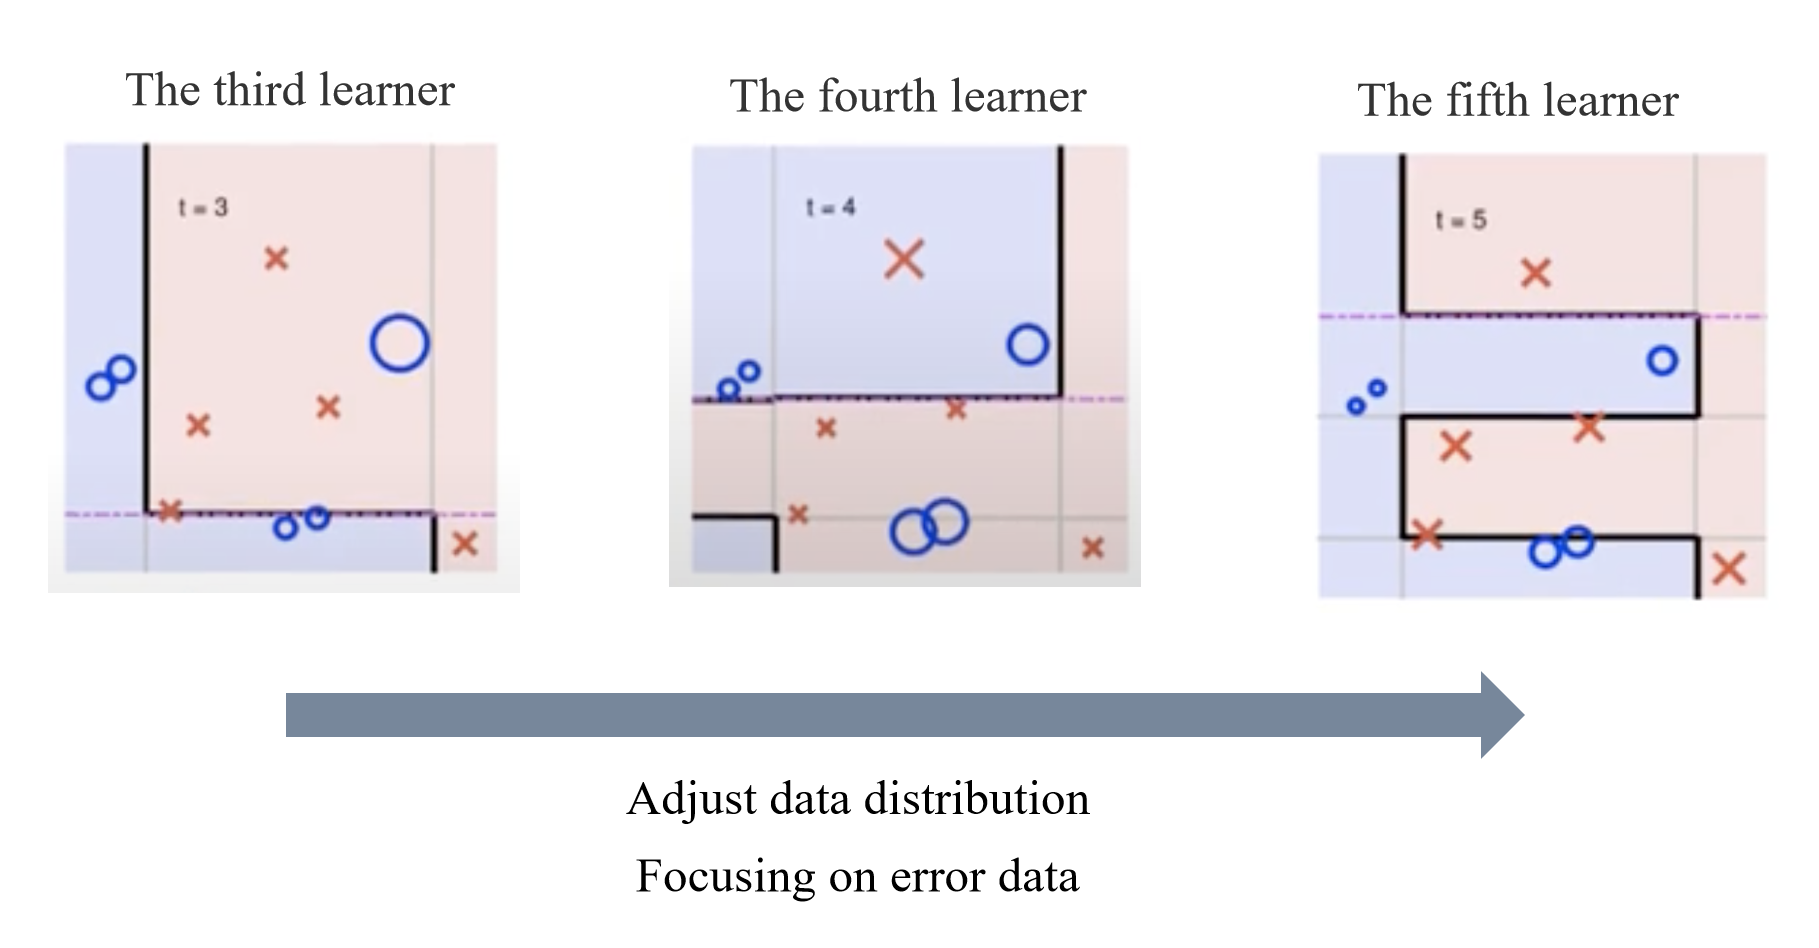 The third learner
The fourth learner
The fifth learner
t = 3
t = 4
t = 5
Adjust data distribution
Focusing on error data